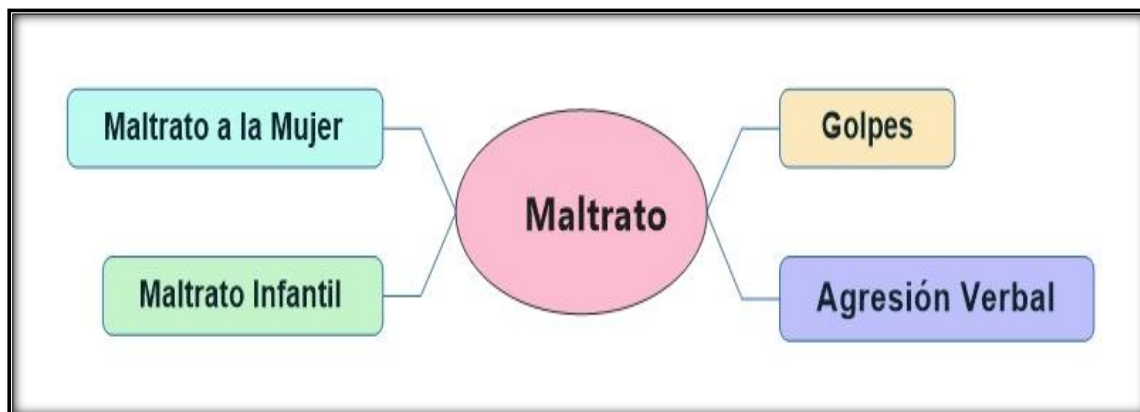 Maltrato a la Mujer
Golpes
Maltrato
Maltrato Infantil
Agresión Verbal